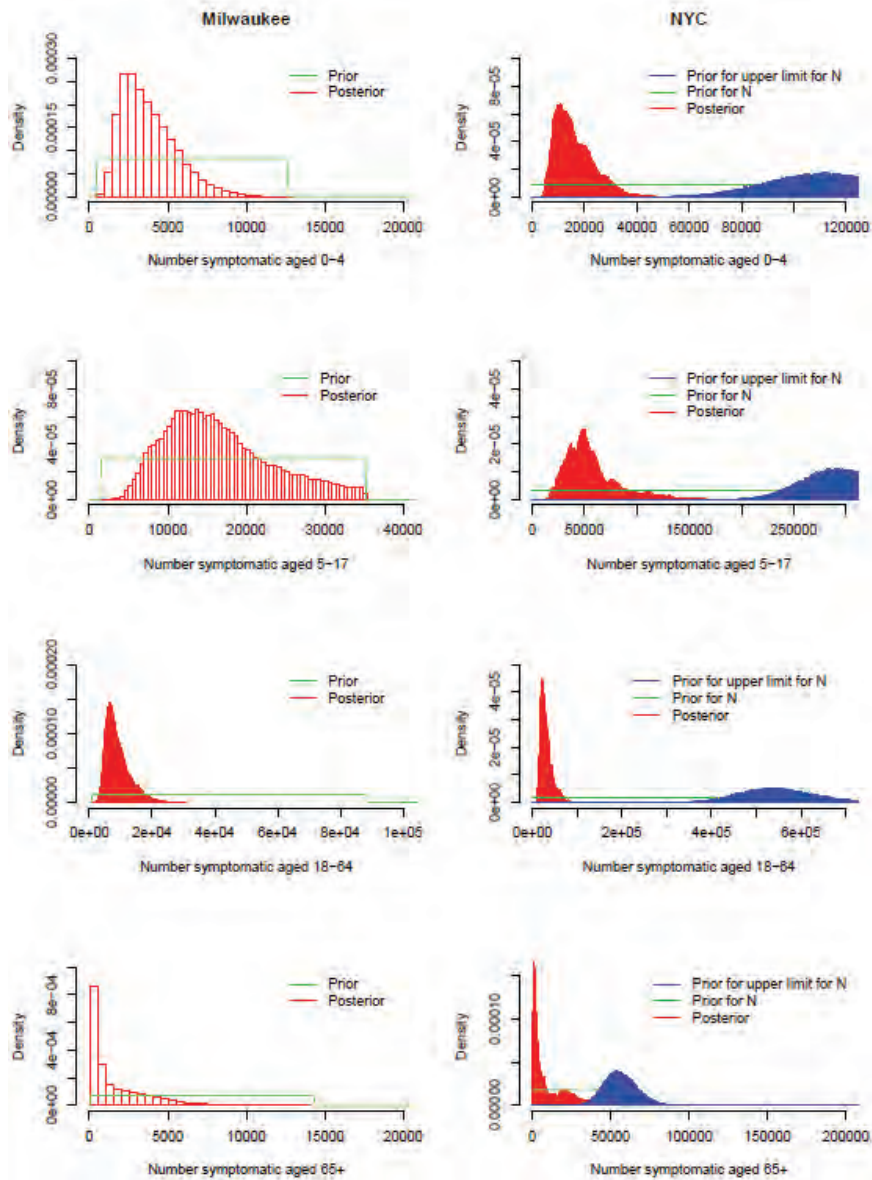 Milwaukee
NYC
Density
0.00000 0.00015 0.00030
Prior
Posterior
0 5000 10000 15000 20000
Number symptomatic aged 0-4
Density
0e+00 4e-05 8e-05
Prior for upper limit for N
Prior for N
Posterior
0 20000 40000 60000 80000 120000
Number symptomatic aged 0-4
Density
0e+00 4e-05 8e-05
Prior
Posterior
0 10000 20000 30000 40000
Number symptomatic aged 5-17
Density
0e+00 2e-05 4e-05
Prior for upper limit for N
Prior for N
Posterior
0 50000 150000 250000
Number symptomatic aged 5-17
Density
0.00000 0.00010 0.00020
Prior
Posterior
0e+00 2e+04 4e+04 6e+04 8e+04 1e+05
Number symptomatic aged 18-64
Density
0e+00 2e-05 4e-05
Prior for upper limit for N
Prior for N
Posterior
0e+00 2e+05 4e+05 6e+05
Number symptomatic aged 18-64
Density
0e+00 4e-04 8e-04
Prior
Posterior
0 5000 10000 15000 20000
Number symptomatic aged 65+
Density
0.00000 0.00010
Prior for upper limit for N
Prior for N
Posterior
0 50000 100000 150000 200000
Number symptomatic aged 65+